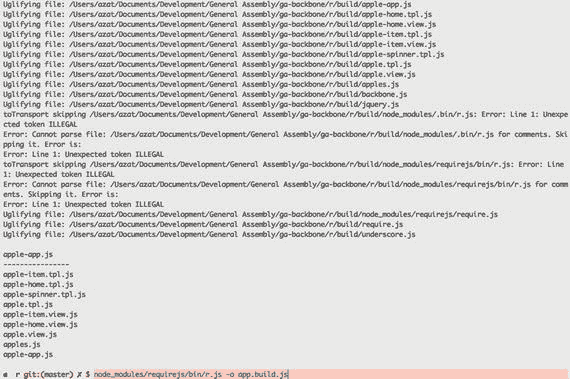 Uglifying file: /Users/azat/Documents/Development/General Assembly/ga-backbone/r/build/apple-app.js
Uglifying file: /Users/azat/Documents/Development/General Assembly/ga-backbone/r/build/apple-home.tpl.js
Uglifying file: /Users/azat/Documents/Development/General Assembly/ga-backbone/r/build/apple-home.view.js
Uglifying file: /Users/azat/Documents/Development/General Assembly/ga-backbone/r/build/apple-item.tpl.js
Uglifying file: /Users/azat/Documents/Development/General Assembly/ga-backbone/r/build/apple-item.view.js
Uglifying file: /Users/azat/Documents/Development/General Assembly/ga-backbone/r/build/apple-spinner.tpl.js
Uglifying file: /Users/azat/Documents/Development/General Assembly/ga-backbone/r/build/apple.tpl.js
Uglifying file: /Users/azat/Documents/Development/General Assembly/ga-backbone/r/build/apple.view.js
Uglifying file: /Users/azat/Documents/Development/General Assembly/ga-backbone/r/build/apples.js
Uglifying file: /Users/azat/Documents/Development/General Assembly/ga-backbone/r/build/backbone.js
Uglifying file: /Users/azat/Documents/Development/General Assembly/ga-backbone/r/build/jquery.js
toTransport skipping /Users/azat/Documents/Development/General Assembly/ga-backbone/r/build/node_modules/.bin/r.js: Error: Line 1: Unexpe
cted token ILLEGAL
Error: Cannot parse file: /Users/azat/Documents/Development/General Assembly/ga-backbone/r/build/node_modules/.bin/r.js for comments. Ski
pping it. Error is:
Error: Line 1: Unexpected token ILLEGAL
toTransport skipping /Users/azat/Documents/Development/General Assembly/ga-backbone/r/build/node_modules/requirejs/bin/r.js: Error: Line
1: Unexpected token ILLEGAL
Error: Cannot parse file: /Users/azat/Documents/Development/General Assembly/ga-backbone/r/build/node_modules/requirejs/bin/r.js for comm
ents. Skipping it. Error is:
Error: Line 1: Unexpected token ILLEGAL
Uglifying file: /Users/azat/Documents/Development/General Assembly/ga-backbone/r/build/node_modules/requirejs/require.js
Uglifying file: /Users/azat/Documents/Development/General Assembly/ga-backbone/r/build/require.js
Uglifying file: /Users/azat/Documents/Development/General Assembly/ga-backbone/r/build/underscore.js
apple-app.js
----------------
apple-item.tpl.js
apple-home.tpl.js
apple-spinner.tpl.js
apple.tpl.js
apple-item.view.js
apple-home.view.js
apple.view.js
apples.js
apple-app.js
r git:(master) ✗ $ node_modules/requirejs/bin/r.js -o app.build.js